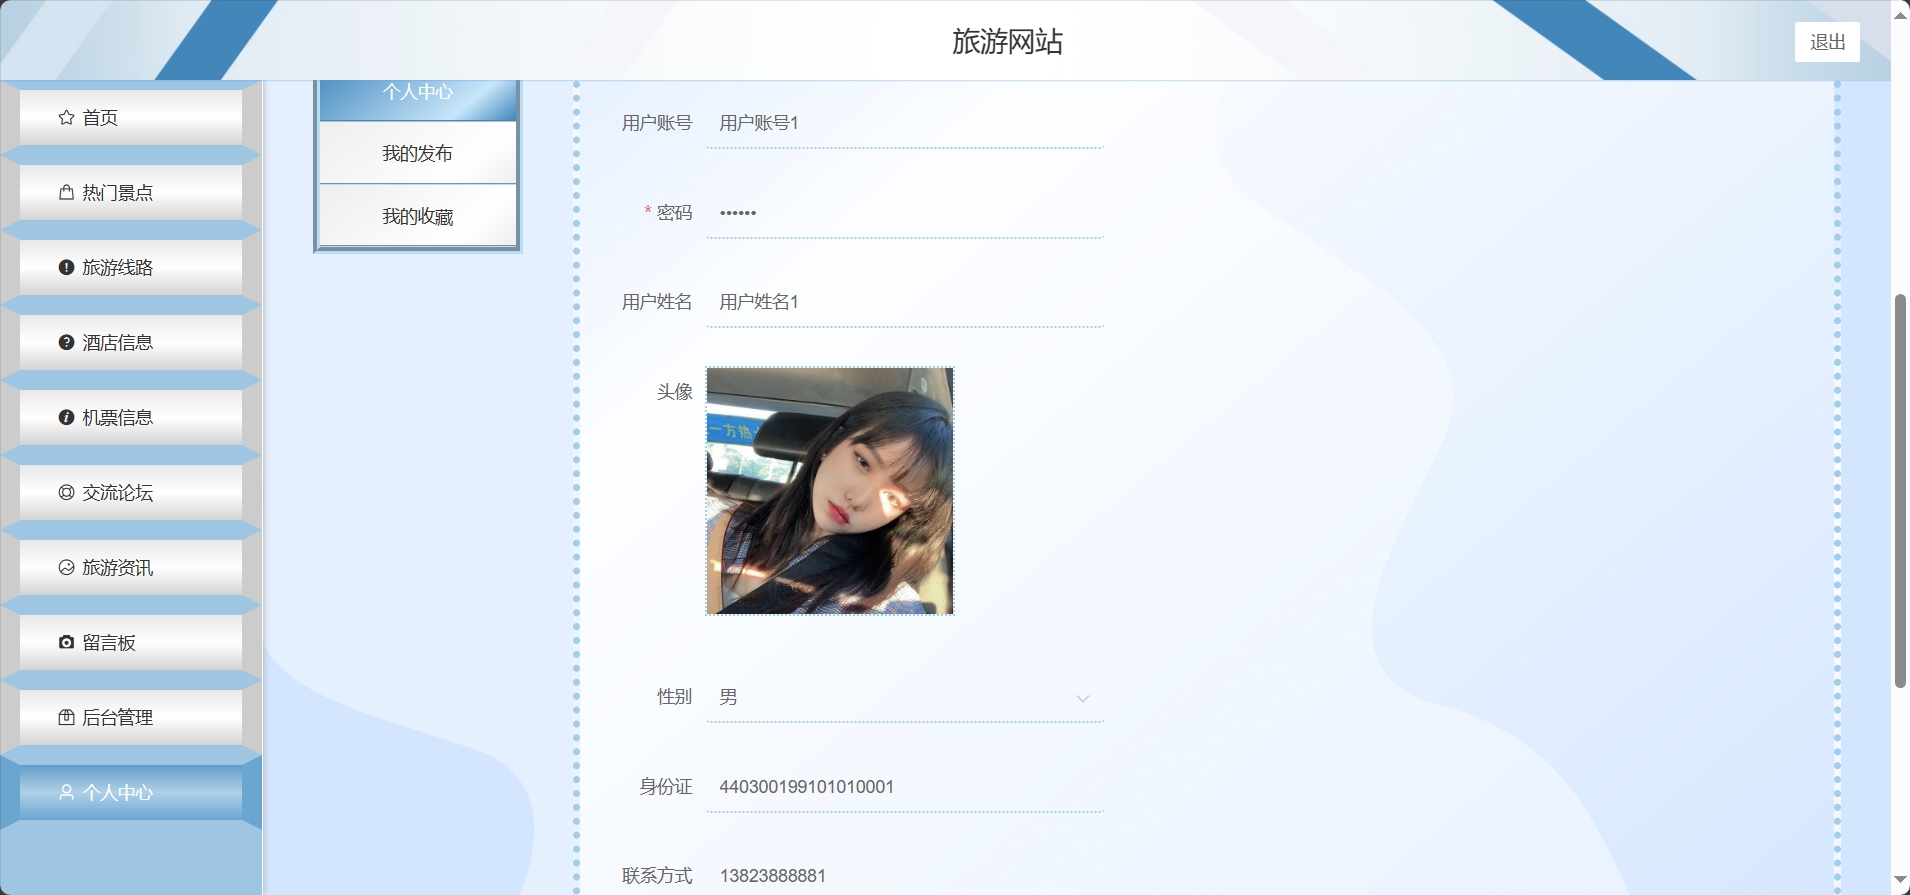 旅游网站
退出
首页
热门景点
旅游线路
酒店信息
机票信息
交流论坛
旅游资讯
留言板
后台管理
个人中心
个人中心
我的发布
我的收藏
用户账号 用户账号1
* 密码 ••••••
用户姓名 用户姓名1
头像
一方热
性别 男
身份证 440300199101010001
联系方式 13823888881